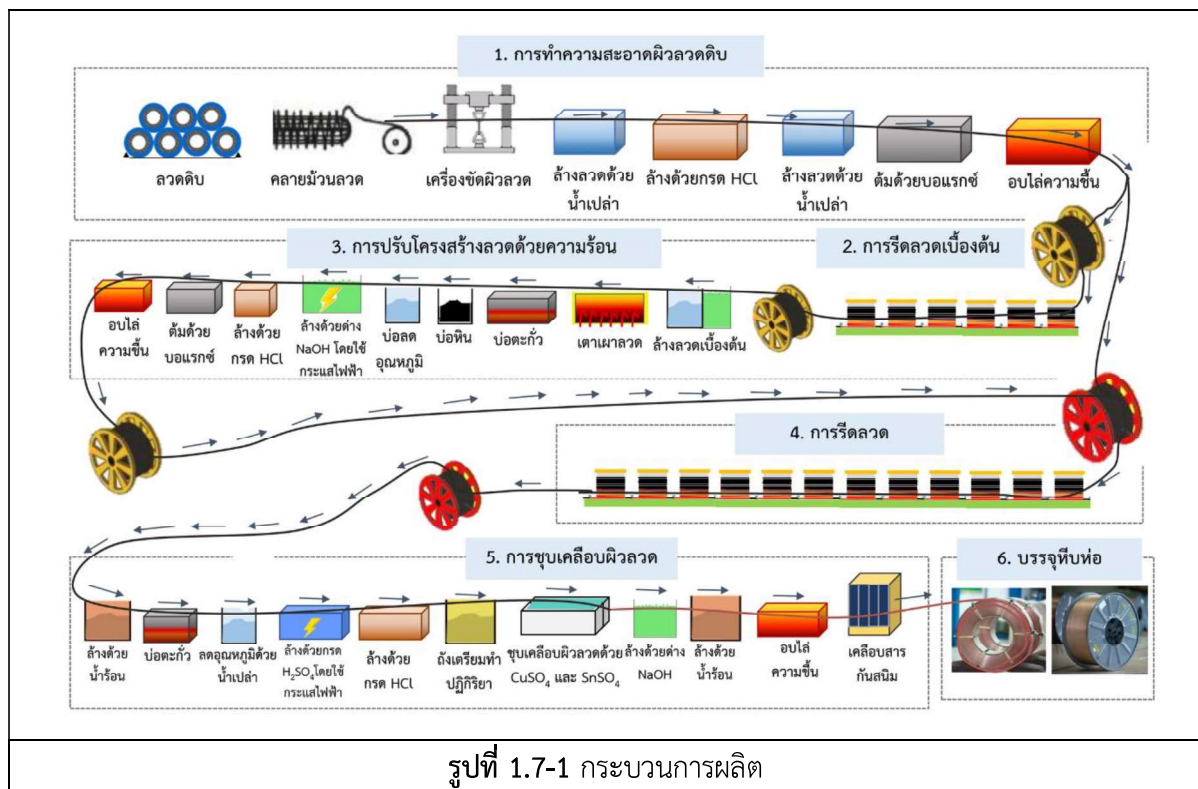 1. การทำความสะอาดผิวลวดดิบ
ลวดดิบ
คลายม้วนลวด
เครื่องขัดผิวลวด
ล้างลวดด้วย
น้ำเปล่า
ล้างด้วยกรด HCl
ล้างลวดด้วย
น้ำเปล่า
ต้มด้วยบอแรกซ์
อบไล่ความชื้น
2. การรีดลวดเบื้องต้น
3. การปรับโครงสร้างลวดด้วยความร้อน
อบไล่
ความชื้น
ต้มด้วย
บอแรกซ์
ล้างด้วย
กรด HCl
ล้างด้วยด่าง
NaOH โดยใช้
กระแสไฟฟ้า
บ่อลด
อุณหภูมิ
บ่อหิน
บ่อตะกั่ว
เตาเผาลวด
ล้างลวดเบื้องต้น
4. การรีดลวด
5. การชุบเคลือบผิวลวด
ล้างด้วย
น้ำร้อน
บ่อตะกั่ว
ลดอุณหภูมิด้วย
น้ำเปล่า
ล้างด้วยกรด
H₂SO₄โดยใช้
กระแสไฟฟ้า
ล้างด้วย
กรด HCl
ถังเตรียมทำ
ปฏิกิริยา
ชุบเคลือบผิวลวดด้วย
CuSO₄ และ SnSO₄
ล้างด้วยด่าง
NaOH
ล้างด้วย
น้ำร้อน
อบไล่
ความชื้น
เคลือบสาร
กันสนิม
6. บรรจุหีบห่อ
รูปที่ 1.7-1 กระบวนการผลิต